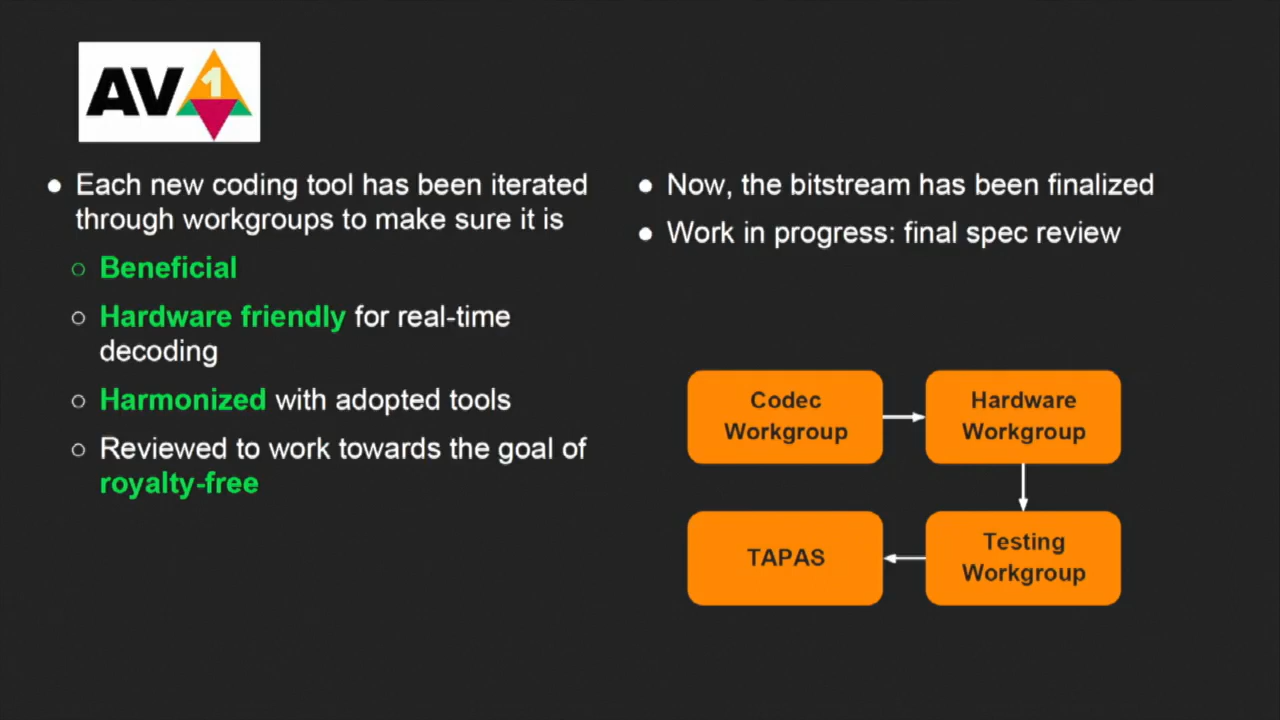 AV1
● Each new coding tool has been iterated
through workgroups to make sure it is
○ Beneficial
○ Hardware friendly for real-time
decoding
○ Harmonized with adopted tools
○ Reviewed to work towards the goal of
royalty-free
● Now, the bitstream has been finalized
● Work in progress: final spec review
Codec
Workgroup
Hardware
Workgroup
TAPAS
Testing
Workgroup